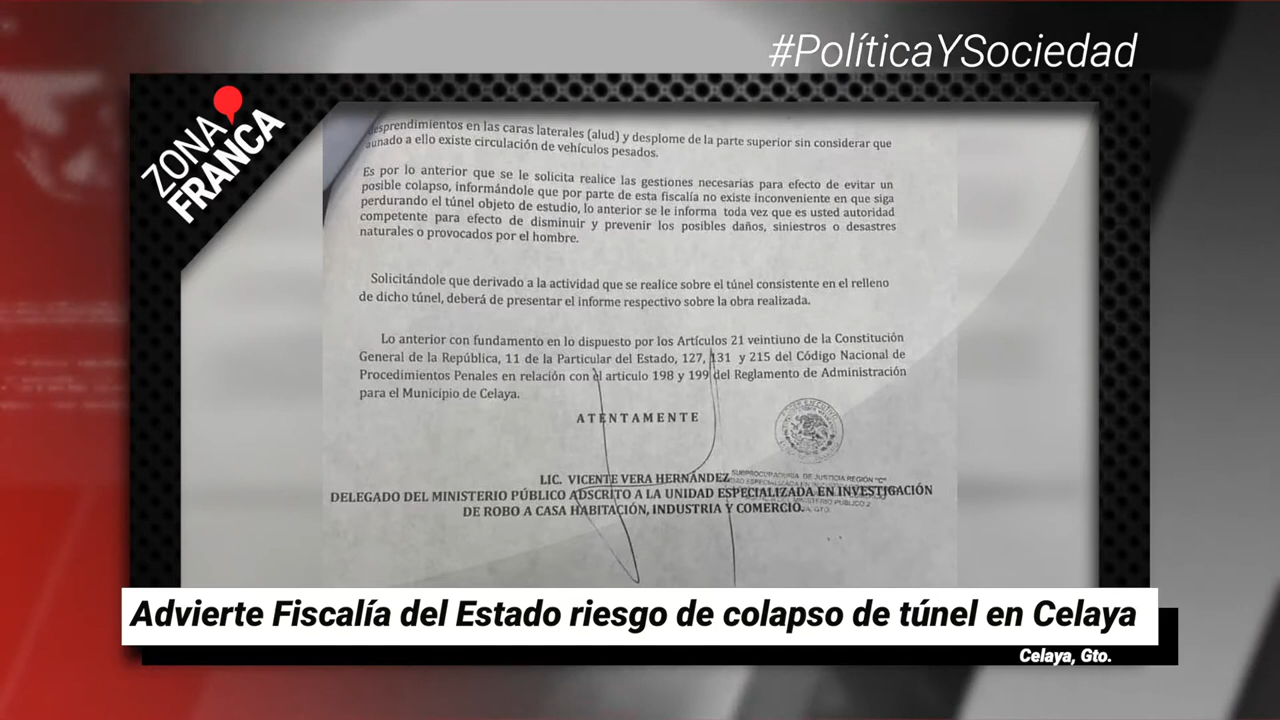 #PolíticaYSociedad
ZONA
FRANCA
desprendimientos en las caras laterales (alud) y desplome de la parte superior sin considerar que
aunado a ello existe circulación de vehículos pesados.
Es por lo anterior que se le solicita realice las gestiones necesarias para efecto de evitar un
posible colapso, informándole que por parte de esta fiscalía no existe inconveniente en que siga
perdurando el túnel objeto de estudio, lo anterior se le informa toda vez que es usted autoridad
competente para efecto de disminuir y prevenir los posibles daños, siniestros o desastres
naturales o provocados por el hombre.
Solicitándole que derivado a la actividad que se realice sobre el túnel consistente en el relleno
de dicho túnel, deberá de presentar el informe respectivo sobre la obra realizada.
Lo anterior con fundamento en lo dispuesto por los Artículos 21 veintiuno de la Constitución
General de la República, 11 de la Particular del Estado, 127, 131 y 215 del Código Nacional de
Procedimientos Penales en relación con el articulo 198 y 199 del Reglamento de Administración
para el Municipio de Celaya.
ATENTAMENTE
LIC. VICENTE VERA HERNÁNDEZ
SUBPROCURADURIA DE JUSTICIA REGIÓN "C"
DELEGADO DEL MINISTERIO PÚBLICO ADSCRITO A LA UNIDAD ESPECIALIZADA EN INVESTIGACIÓN
DE ROBO A CASA HABITACIÓN, INDUSTRIA Y COMERCIO.
Advierte Fiscalía del Estado riesgo de colapso de túnel en Celaya
Celaya, Gto.